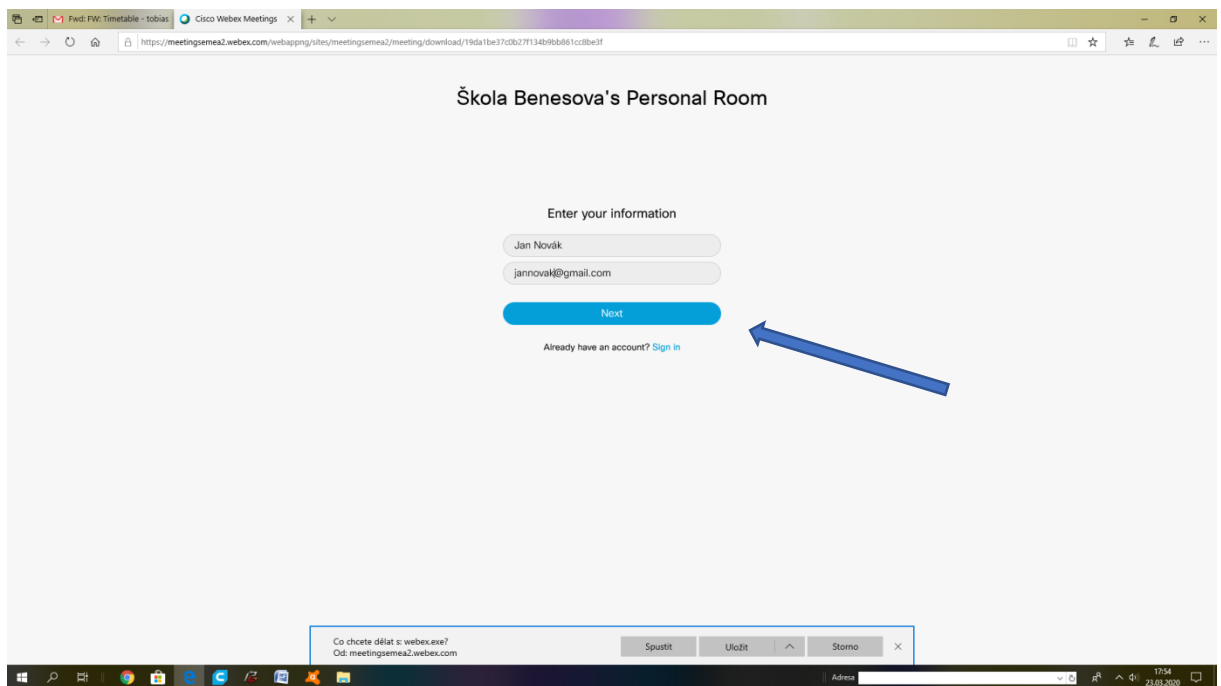 Fwd: FW: Timetable - tobias
Cisco Webex Meetings
https://meetingsemea2.webex.com/webappng/sites/meetingsemea2/meeting/download/19da1be37c0b27f134b9bb861cc8be3f
Škola Benesova's Personal Room
Enter your information
Jan Novák
jannovak@gmail.com
Next
Already have an account? Sign in
Co chcete dělat s: webex.exe?
Od: meetingsemea2.webex.com
Spustit
Uložit
Storno
Adresa
17:54
23.03.2020